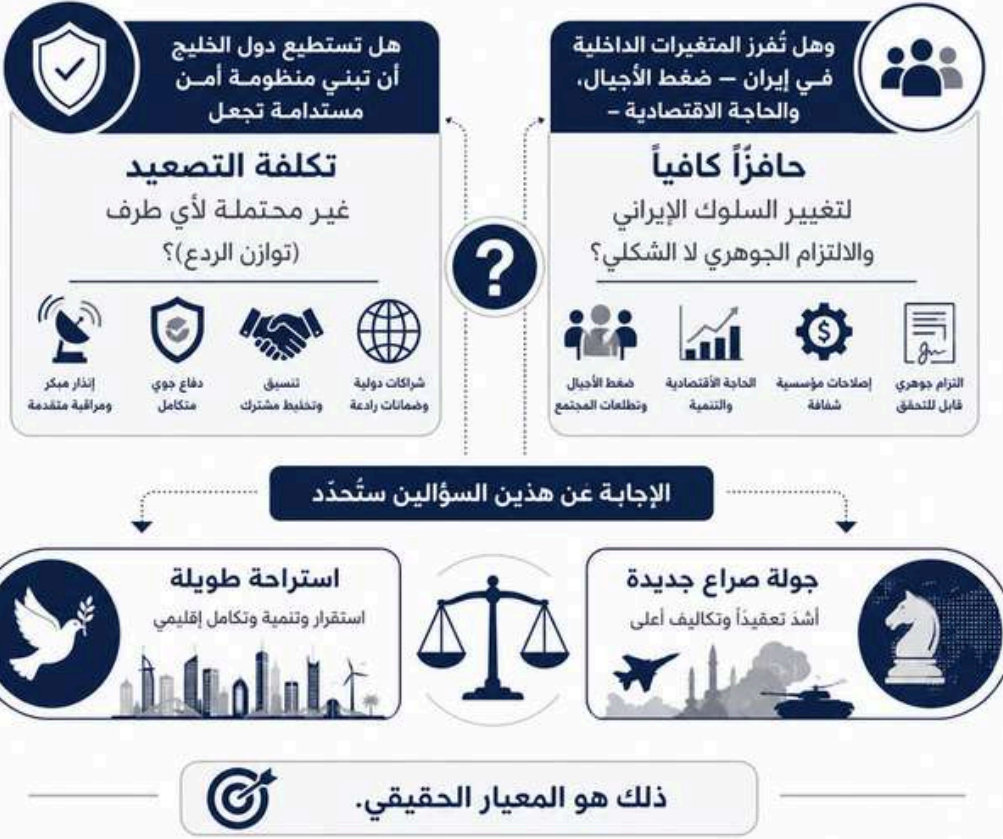 وهل تُفرز المتغيرات الداخلية
في إيران – ضغط الأجيال،
والحاجة الاقتصادية –
حافزًّا كافياً
لتغيير السلوك الإيراني
والالتزام الجوهري لا الشكلي؟
التزام جوهري
قابل للتحقق
إصلاحات مؤسسية
شفافة
الحاجة الأقتصادية
والتنمية
ضغط الأجيال
وتطلعات المجتمع
هل تستطيع دول الخليج
أن تبني منظومة أمن
مستدامة تجعل
تكلفة التصعيد
غير محتملة لأي طرف
(توازن الردع)؟
شراكات دولية
وضمانات رادعة
تنسيق
وتخطيط مشترك
دفاع جوي
متكامل
إنذار مبكر
ومراقبة متقدمة
?
الإجابة عَن هذين السؤالين ستُحدّد
جولة صراع جديدة
أشدَ تعقيدَاً وتكاليف أعلى
استراحة طويلة
استقرار وتنمية وتكامل إقليمي
ذلك هو المعيار الحقيقي.